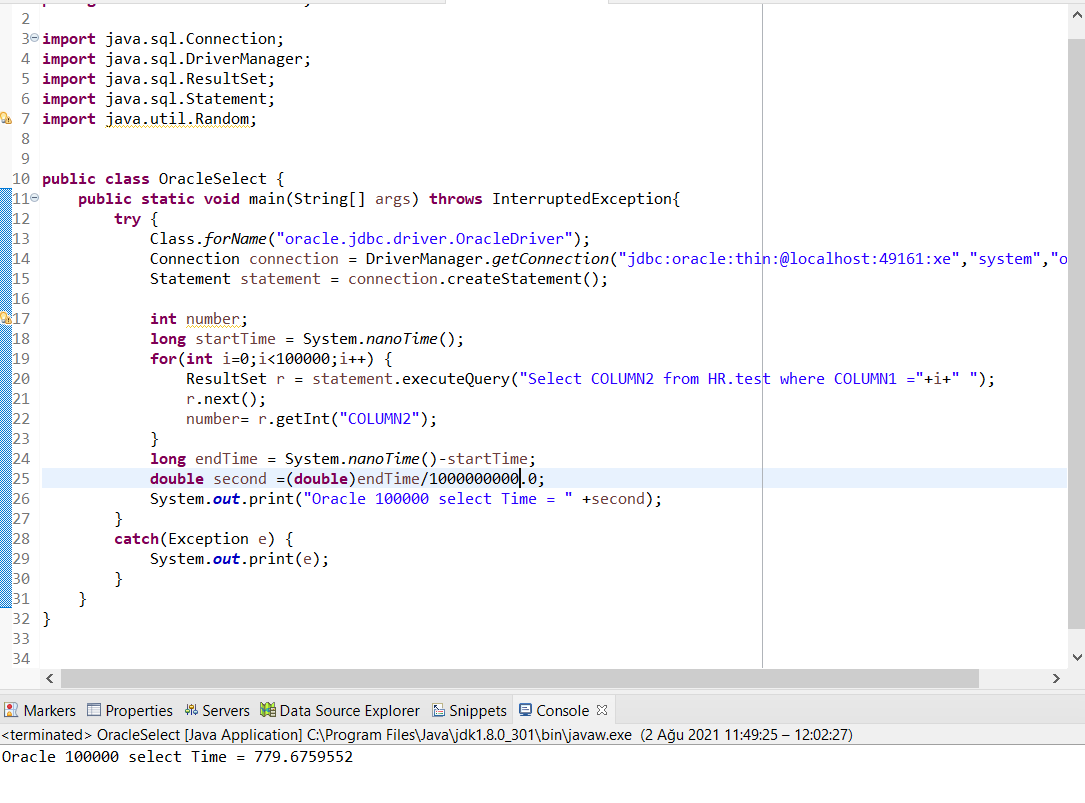 2
3 import java.sql.Connection;
4 import java.sql.DriverManager;
5 import java.sql.ResultSet;
6 import java.sql.Statement;
7 import java.util.Random;
8
9
10 public class OracleSelect {
11 public static void main(String[] args) throws InterruptedException{
12 try {
13 Class.forName("oracle.jdbc.driver.OracleDriver");
14 Connection connection = DriverManager.getConnection("jdbc:oracle:thin:@localhost:49161:xe","system","o
15 Statement statement = connection.createStatement();
16
17 int number;
18 long startTime = System.nanoTime();
19 for(int i=0;i<100000;i++) {
20 ResultSet r = statement.executeQuery("Select COLUMN2 from HR.test where COLUMN1 ="+i+" ");
21 r.next();
22 number= r.getInt("COLUMN2");
23 }
24 long endTime = System.nanoTime()-startTime;
25 double second =(double)endTime/1000000000.0;
26 System.out.print("Oracle 100000 select Time = " +second);
27 }
28 catch(Exception e) {
29 System.out.print(e);
30 }
31 }
32 }
33
34
Markers Properties Servers Data Source Explorer Snippets Console
<terminated> OracleSelect [Java Application] C:\Program Files\Java\jdk1.8.0_301\bin\javaw.exe (2 Ağu 2021 11:49:25 – 12:02:27)
Oracle 100000 select Time = 779.6759552